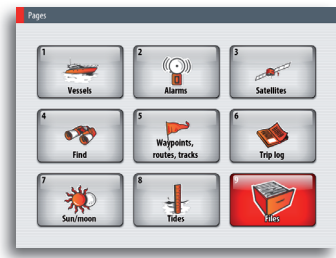 Pages
1
Vessels
2
Alarms
3
Satellites
4
Find
5
Waypoints,
routes, tracks
6
Trip log
7
Sun/moon
8
Tides
9
Files